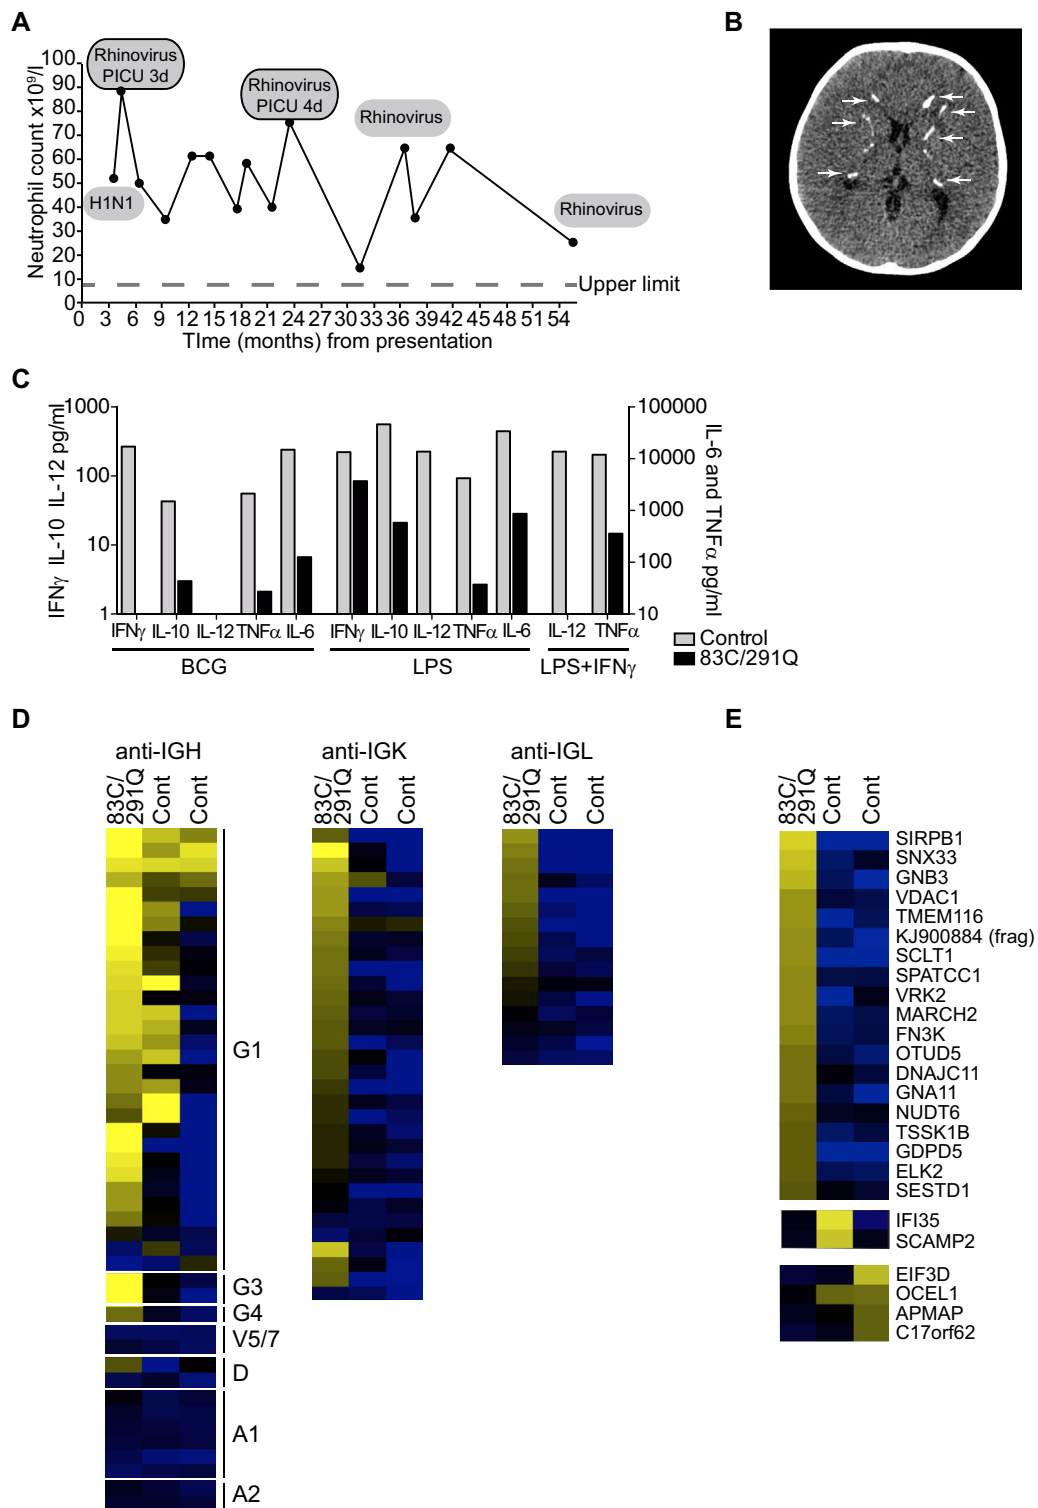 A
Neutrophil count x10⁹/l
100
90
80
70
60
50
40
30
20
10
0
Rhinovirus
PICU 3d
Rhinovirus
PICU 4d
Rhinovirus
H1N1
Rhinovirus
Upper limit
0 3 6 9 12 15 18 21 24 27 30 33 36 39 42 45 48 51 54
TIme (months) from presentation
B
C
IFNγ IL-10 IL-12 pg/ml
1000
100
10
1
100000
10000
1000
100
10
IL-6 and TNFα pg/ml
IFNγ IL-10 IL-12 TNFα IL-6 IFNγ IL-10 IL-12 TNFα IL-6 IL-12 TNFα
BCG LPS LPS+IFNγ
Control
83C/291Q
D
anti-IGH anti-IGK anti-IGL
83C/
291Q
Cont
Cont
83C/
291Q
Cont
Cont
83C/
291Q
Cont
Cont
G1
G3
G4
V5/7
D
A1
A2
E
83C/
291Q
Cont
Cont
SIRPB1
SNX33
GNB3
VDAC1
TMEM116
KJ900884 (frag)
SCLT1
SPATCC1
VRK2
MARCH2
FN3K
OTUD5
DNAJC11
GNA11
NUDT6
TSSK1B
GDPD5
ELK2
SESTD1
IFI35
SCAMP2
EIF3D
OCEL1
APMAP
C17orf62